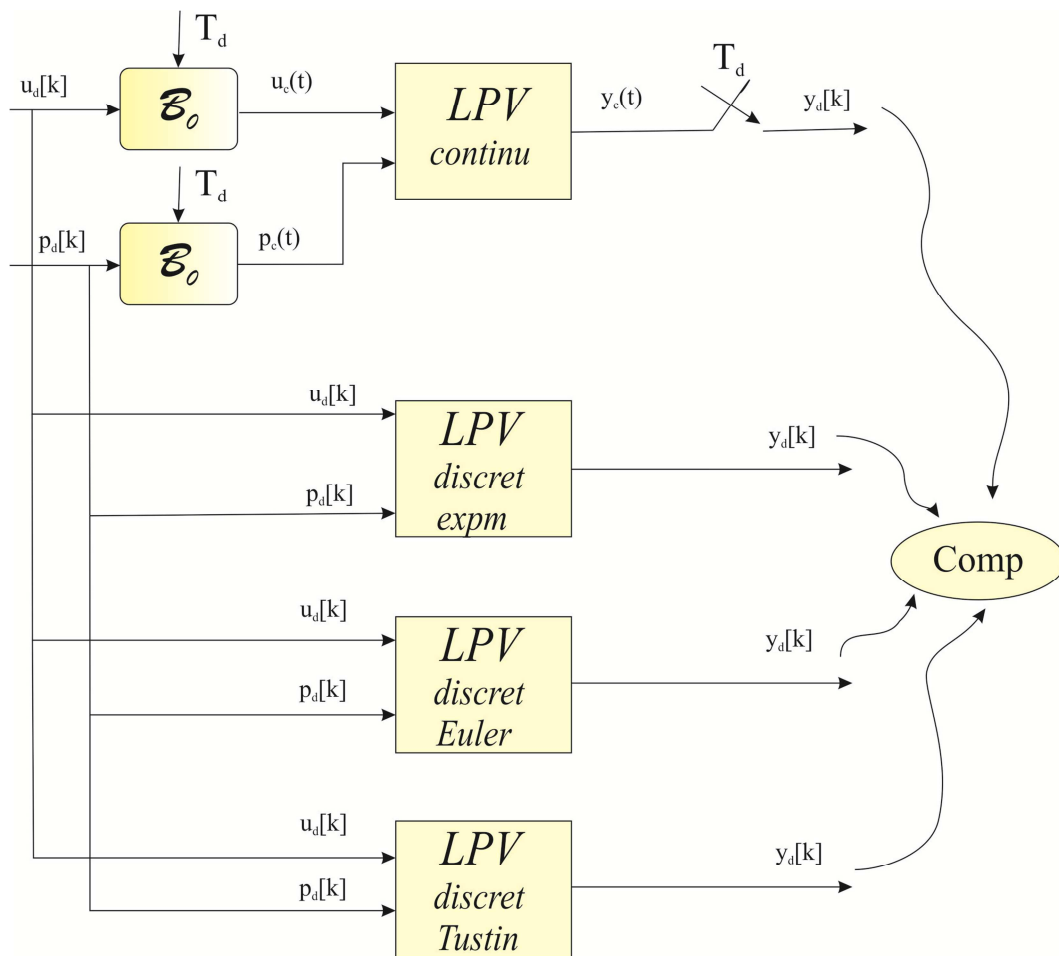 T_d
u_d[k]
B_0
u_c(t)
LPV
continu
y_c(t)
T_d
y_d[k]
T_d
p_d[k]
B_0
p_c(t)
u_d[k]
LPV
discret
expm
y_d[k]
p_d[k]
Comp
u_d[k]
LPV
discret
Euler
y_d[k]
p_d[k]
u_d[k]
LPV
discret
Tustin
y_d[k]
p_d[k]